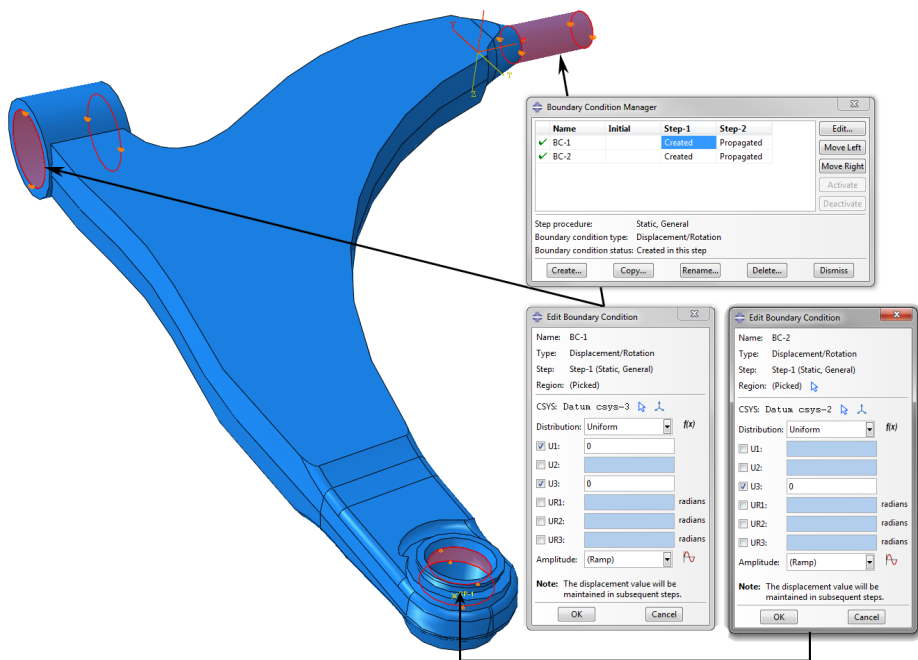 Y
T
Z
Boundary Condition Manager
Name Initial Step-1 Step-2
BC-1 Created Propagated
BC-2 Created Propagated
Edit...
Move Left
Move Right
Activate
Deactivate
Step procedure: Static, General
Boundary condition type: Displacement/Rotation
Boundary condition status: Created in this step
Create... Copy... Rename... Delete... Dismiss
Edit Boundary Condition
Name: BC-1
Type: Displacement/Rotation
Step: Step-1 (Static, General)
Region: (Picked)
CSYS: Datum csys-3
Distribution: Uniform f(x)
U1: 0
U2:
U3: 0
UR1: radians
UR2: radians
UR3: radians
Amplitude: (Ramp)
Note: The displacement value will be
maintained in subsequent steps.
OK Cancel
Edit Boundary Condition
Name: BC-2
Type: Displacement/Rotation
Step: Step-1 (Static, General)
Region: (Picked)
CSYS: Datum csys-2
Distribution: Uniform f(x)
U1:
U2:
U3: 0
UR1: radians
UR2: radians
UR3: radians
Amplitude: (Ramp)
Note: The displacement value will be
maintained in subsequent steps.
OK Cancel